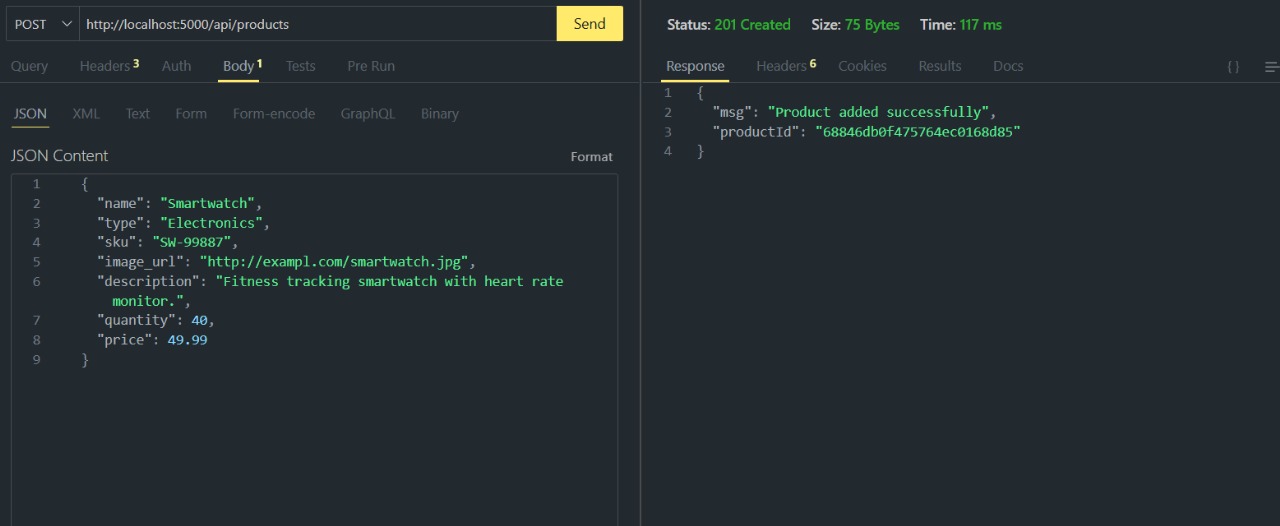 POST http://localhost:5000/api/products Send
Query Headers 3 Auth Body 1 Tests Pre Run
JSON XML Text Form Form-encode GraphQL Binary
JSON Content Format
1 {
2 "name": "Smartwatch",
3 "type": "Electronics",
4 "sku": "SW-99887",
5 "image_url": "http://exampl.com/smartwatch.jpg",
6 "description": "Fitness tracking smartwatch with heart rate
monitor.",
7 "quantity": 40,
8 "price": 49.99
9 }
Status: 201 Created Size: 75 Bytes Time: 117 ms
Response Headers 6 Cookies Results Docs { }
1 {
2 "msg": "Product added successfully",
3 "productId": "68846db0f475764ec0168d85"
4 }